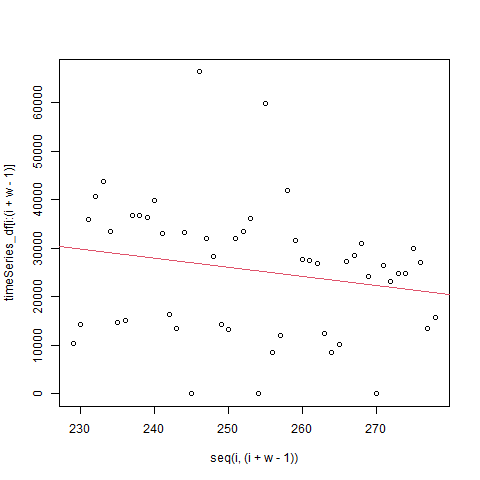 60000
50000
40000
30000
20000
10000
0
timeSeries_df[i:(i + w - 1)]
230 240 250 260 270
seq(i, (i + w - 1))